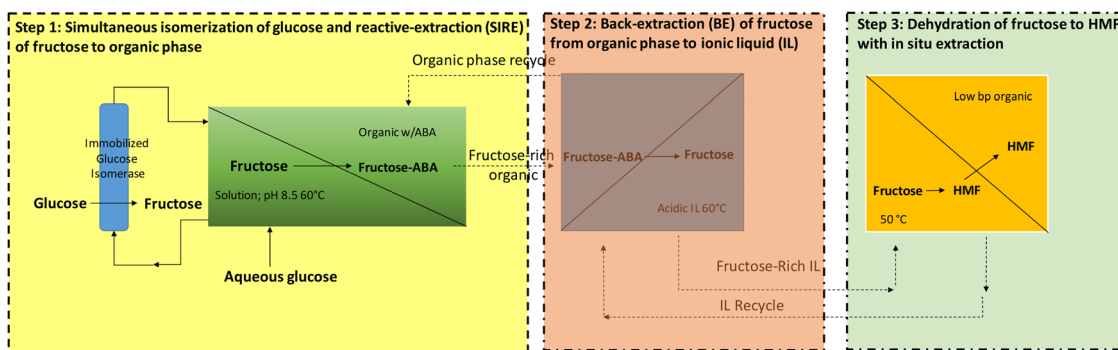 Step 1: Simultaneous isomerization of glucose and reactive-extraction (SIRE)
of fructose to organic phase
Organic phase recycle
Immobilized
Glucose
Isomerase
Glucose
Fructose
Organic w/ABA
Fructose
Fructose-ABA
Solution; pH 8.5 60°C
Aqueous glucose
Fructose-rich
organic
Step 2: Back-extraction (BE) of fructose
from organic phase to ionic liquid (IL)
Fructose-ABA
Fructose
Acidic IL 60°C
Fructose-Rich IL
IL Recycle
Step 3: Dehydration of fructose to HMF
with in situ extraction
Low bp organic
HMF
Fructose
HMF
50 °C